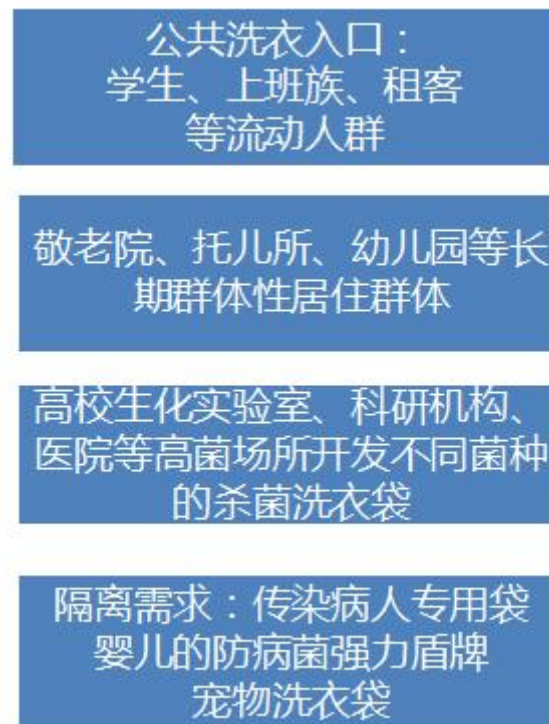 公共洗衣入口：
学生、上班族、租客
等流动人群
敬老院、托儿所、幼儿园等长
期群体性居住群体
高校生化实验室、科研机构、
医院等高菌场所开发不同菌种
的杀菌洗衣袋
隔离需求：传染病人专用袋
婴儿的防病菌强力盾牌
宠物洗衣袋